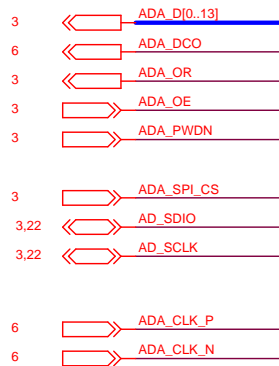 3 ADA_D[0..13]
6 ADA_DCO
3 ADA_OR
3 ADA_OE
3 ADA_PWDN
3 ADA_SPI_CS
3,22 AD_SDIO
3,22 AD_SCLK
6 ADA_CLK_P
6 ADA_CLK_N